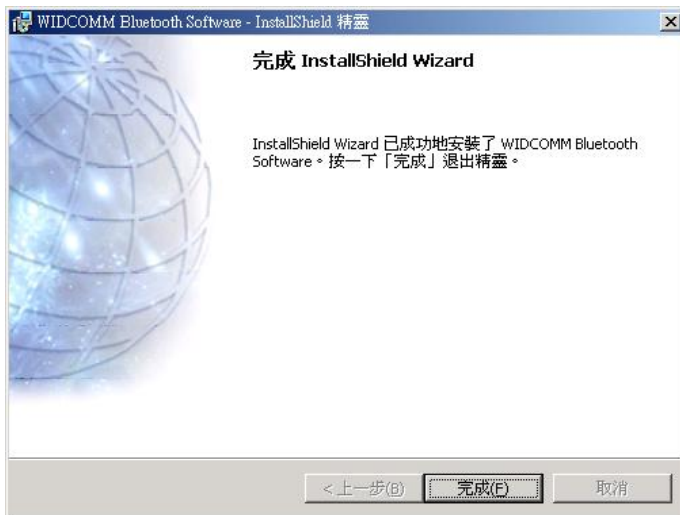 WIDCOMM Bluetooth Software - InstallShield 精靈
完成 InstallShield Wizard
InstallShield Wizard 已成功地安裝了 WIDCOMM Bluetooth
Software。按一下「完成」退出精靈。
< 上一步(B)
完成(F)
取消